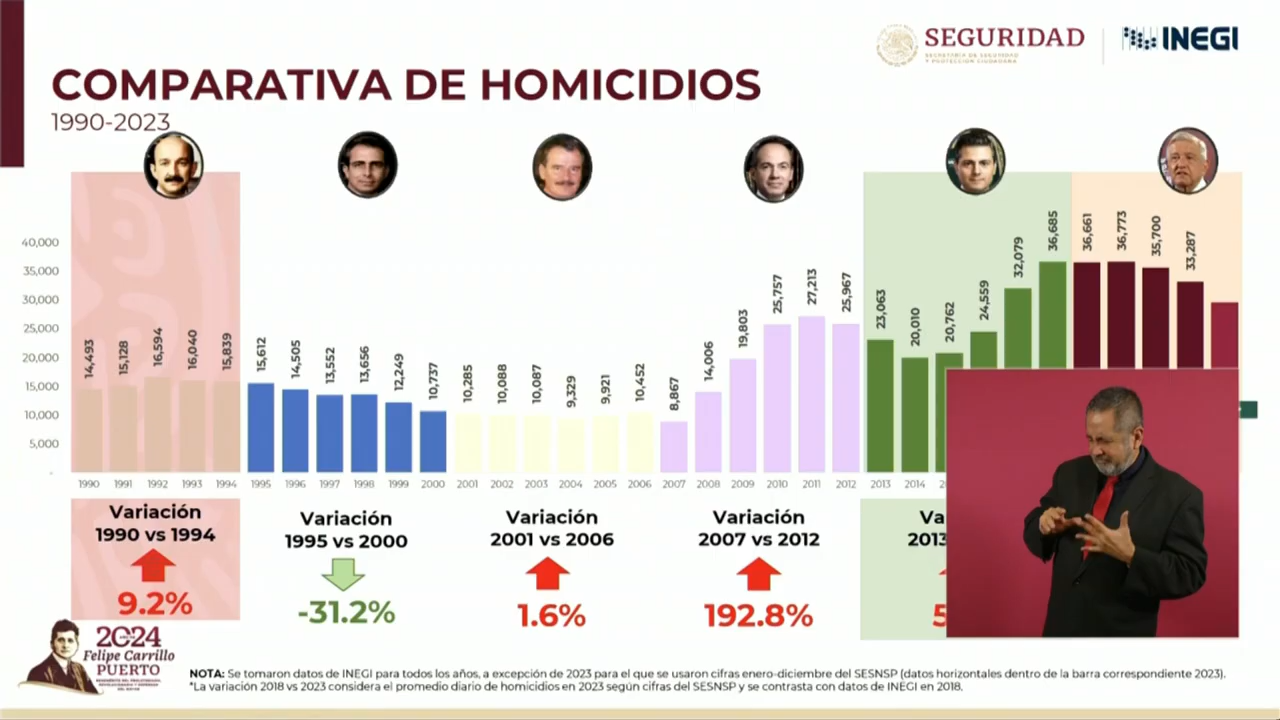 SEGURIDAD
SECRETARÍA DE SEGURIDAD
Y PROTECCIÓN CIUDADANA
INEGI
COMPARATIVA DE HOMICIDIOS
1990-2023
40,000
35,000
30,000
25,000
20,000
15,000
10,000
5,000
-
14,493
15,128
16,594
16,040
15,839
15,612
14,505
13,552
13,656
12,249
10,737
10,285
10,088
10,087
9,329
9,921
10,452
8,867
14,006
19,803
25,757
27,213
25,967
23,063
20,010
20,762
24,559
32,079
36,685
36,661
36,773
35,700
33,287
1990 1991 1992 1993 1994 1995 1996 1997 1998 1999 2000 2001 2002 2003 2004 2005 2006 2007 2008 2009 2010 2011 2012 2013 2014
Variación
1990 vs 1994
9.2%
Variación
1995 vs 2000
-31.2%
Variación
2001 vs 2006
1.6%
Variación
2007 vs 2012
192.8%
Va
2013
5
2024
Felipe Carrillo
PUERTO
NOTA: Se tomaron datos de INEGI para todos los años, a excepción de 2023 para el que se usaron cifras enero-diciembre del SESNSP (datos horizontales dentro de la barra correspondiente 2023).
*La variación 2018 vs 2023 considera el promedio diario de homicidios en 2023 según cifras del SESNSP y se contrasta con datos de INEGI en 2018.